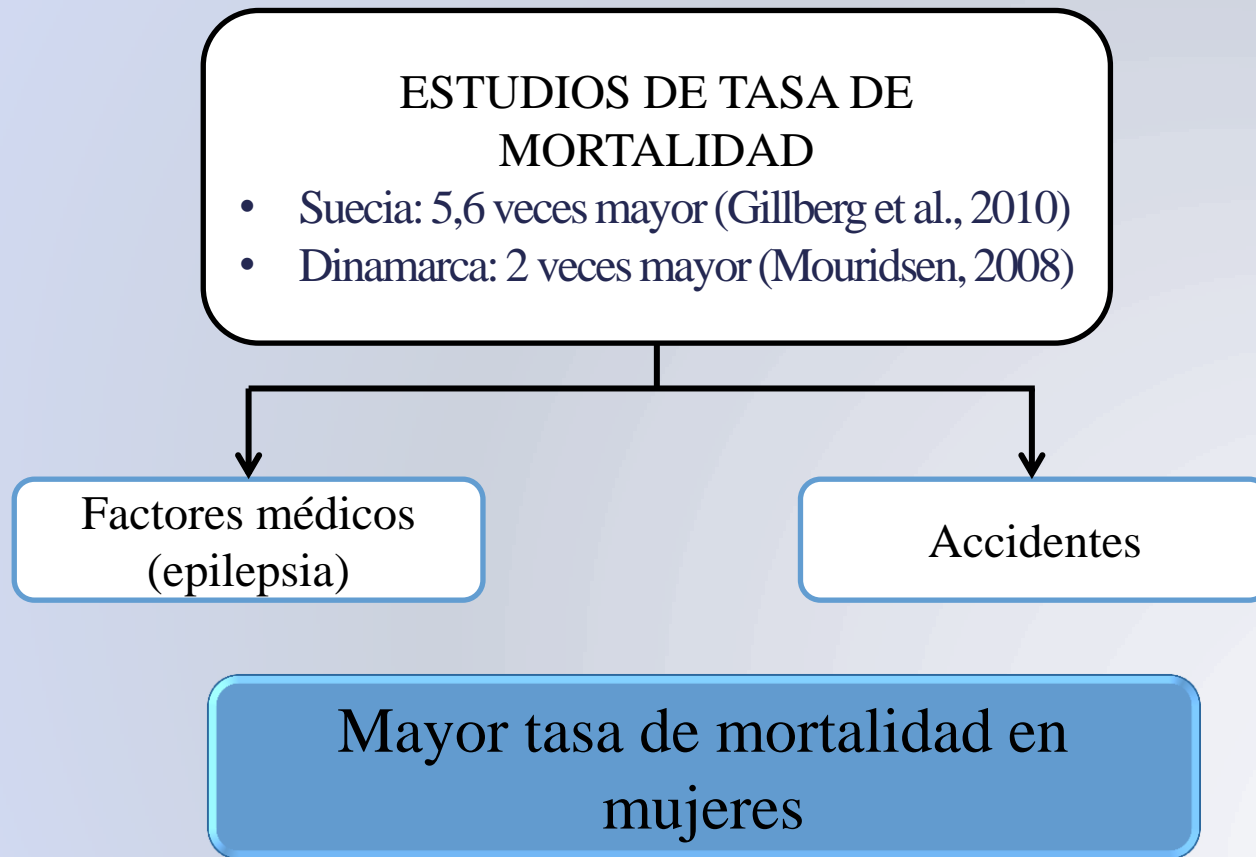 ESTUDIOS DE TASA DE
MORTALIDAD
• Suecia: 5,6 veces mayor (Gillberg et al., 2010)
• Dinamarca: 2 veces mayor (Mouridsen, 2008)
Factores médicos
(epilepsia)
Accidentes
Mayor tasa de mortalidad en
mujeres